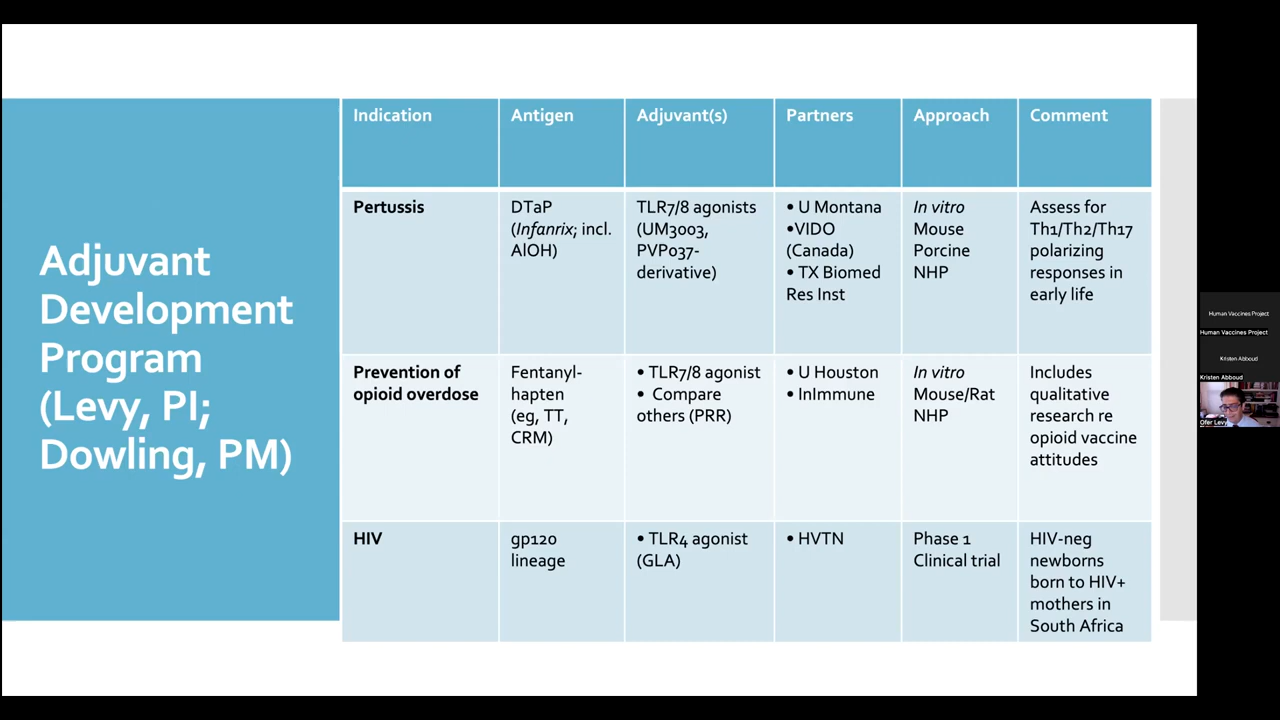 Adjuvant
Development
Program
(Levy, PI;
Dowling, PM)
Indication
Antigen
Adjuvant(s)
Partners
Approach
Comment
Pertussis
DTaP
(Infanrix; incl.
AlOH)
TLR7/8 agonists
(UM3003,
PVP037-
derivative)
• U Montana
•VIDO
(Canada)
• TX Biomed
Res Inst
In vitro
Mouse
Porcine
NHP
Assess for
Th1/Th2/Th17
polarizing
responses in
early life
Prevention of
opioid overdose
Fentanyl-
hapten
(eg, TT,
CRM)
• TLR7/8 agonist
• Compare
others (PRR)
• U Houston
• InImmune
In vitro
Mouse/Rat
NHP
Includes
qualitative
research re
opioid vaccine
attitudes
HIV
gp120
lineage
• TLR4 agonist
(GLA)
• HVTN
Phase 1
Clinical trial
HIV-neg
newborns
born to HIV+
mothers in
South Africa
Human Vaccines Project
Human Vaccines Project
Kristen Abboud
Kristen Abboud
Ofer Levy